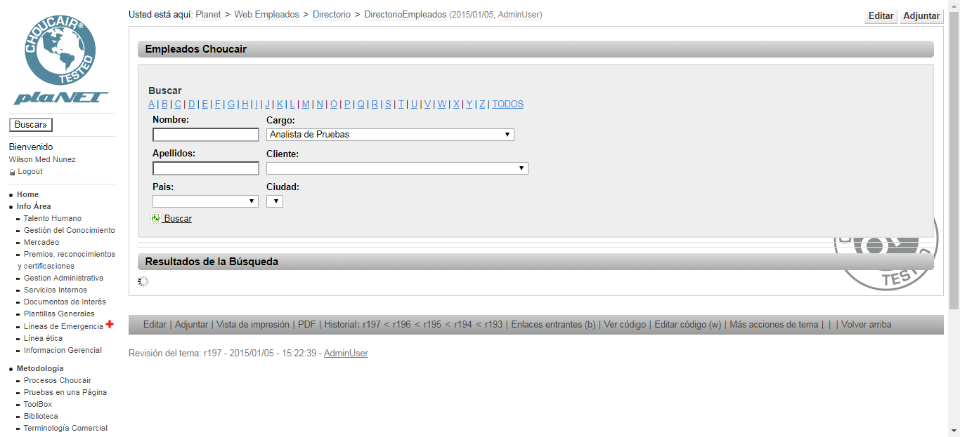 CHOUCAIR
TESTED
plaNET
Buscar»
Bienvenido
Wilson Med Nunez
Logout
Home
Info Área
Talento Humano
Gestión del Conocimiento
Mercadeo
Premios, reconocimientos
y certificaciones
Gestion Administrativa
Servicios Internos
Documentos de Interés
Plantillas Generales
Líneas de Emergencia
Línea ética
Informacion Gerencial
Metodología
Procesos Choucair
Pruebas en una Página
ToolBox
Biblioteca
Terminología Comercial
Usted está aquí: Planet > Web Empleados > Directorio > DirectorioEmpleados (2015/01/05, AdminUser)
Editar Adjuntar
Empleados Choucair
Buscar
A | B | C | D | E | F | G | H | I | J | K | L | M | N | O | P | Q | R | S | T | U | V | W | X | Y | Z | TODOS
Nombre: Cargo:
Analista de Pruebas
Apellidos: Cliente:
Pais: Ciudad:
Buscar
Resultados de la Búsqueda
TESTED
Editar | Adjuntar | Vista de impresión | PDF | Historial: r197 < r196 < r195 < r194 < r193 | Enlaces entrantes (b) | Ver código | Editar código (w) | Más acciones de tema | | | Volver arriba
Revisión del tema: r197 - 2015/01/05 - 15:22:39 - AdminUser